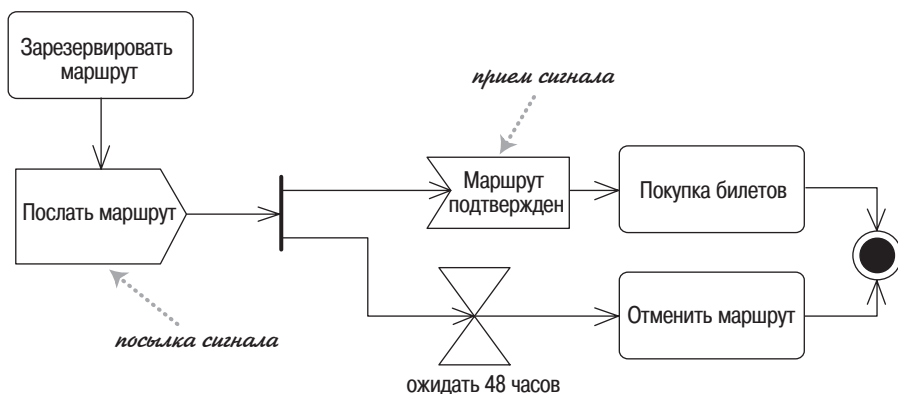 Зарезервировать
маршрут
прием сигнала
Послать маршрут
Маршрут
подтвержден
Покупка билетов
Отменить маршрут
посылка сигнала
ожидать 48 часов